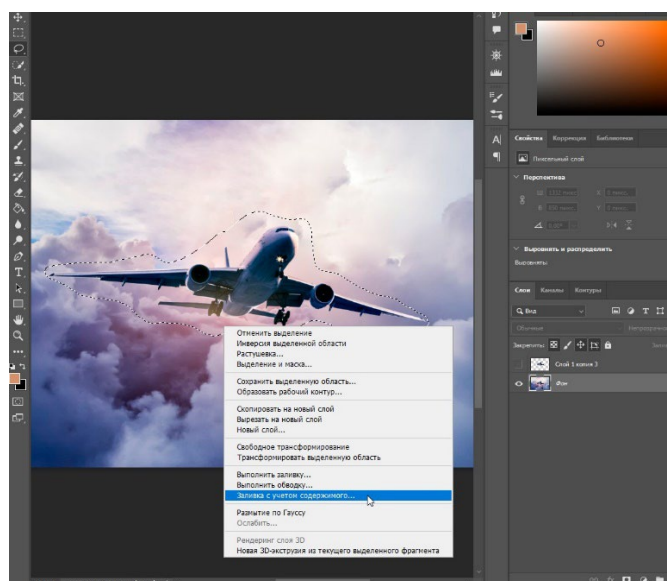 Свойства Коррекция Библиотеки
Пиксельный слой
Перспектива
Выровнять и распределить
Выровнять:
Слои Каналы Контуры
Вид
Обычные
Закрепить:
Слой 1 копия 3
Фон
Отменить выделение
Инверсия выделенной области
Растушевка...
Выделение и маска...
Сохранить выделенную область...
Образовать рабочий контур...
Скопировать на новый слой
Вырезать на новый слой
Новый слой...
Свободное трансформирование
Трансформировать выделенную область
Выполнить заливку...
Выполнить обводку...
Заливка с учетом содержимого...
Размытие по Гауссу
Ослабить...
Рендеринг слоя 3D
Новая 3D-экструзия из текущего выделенного фрагмента